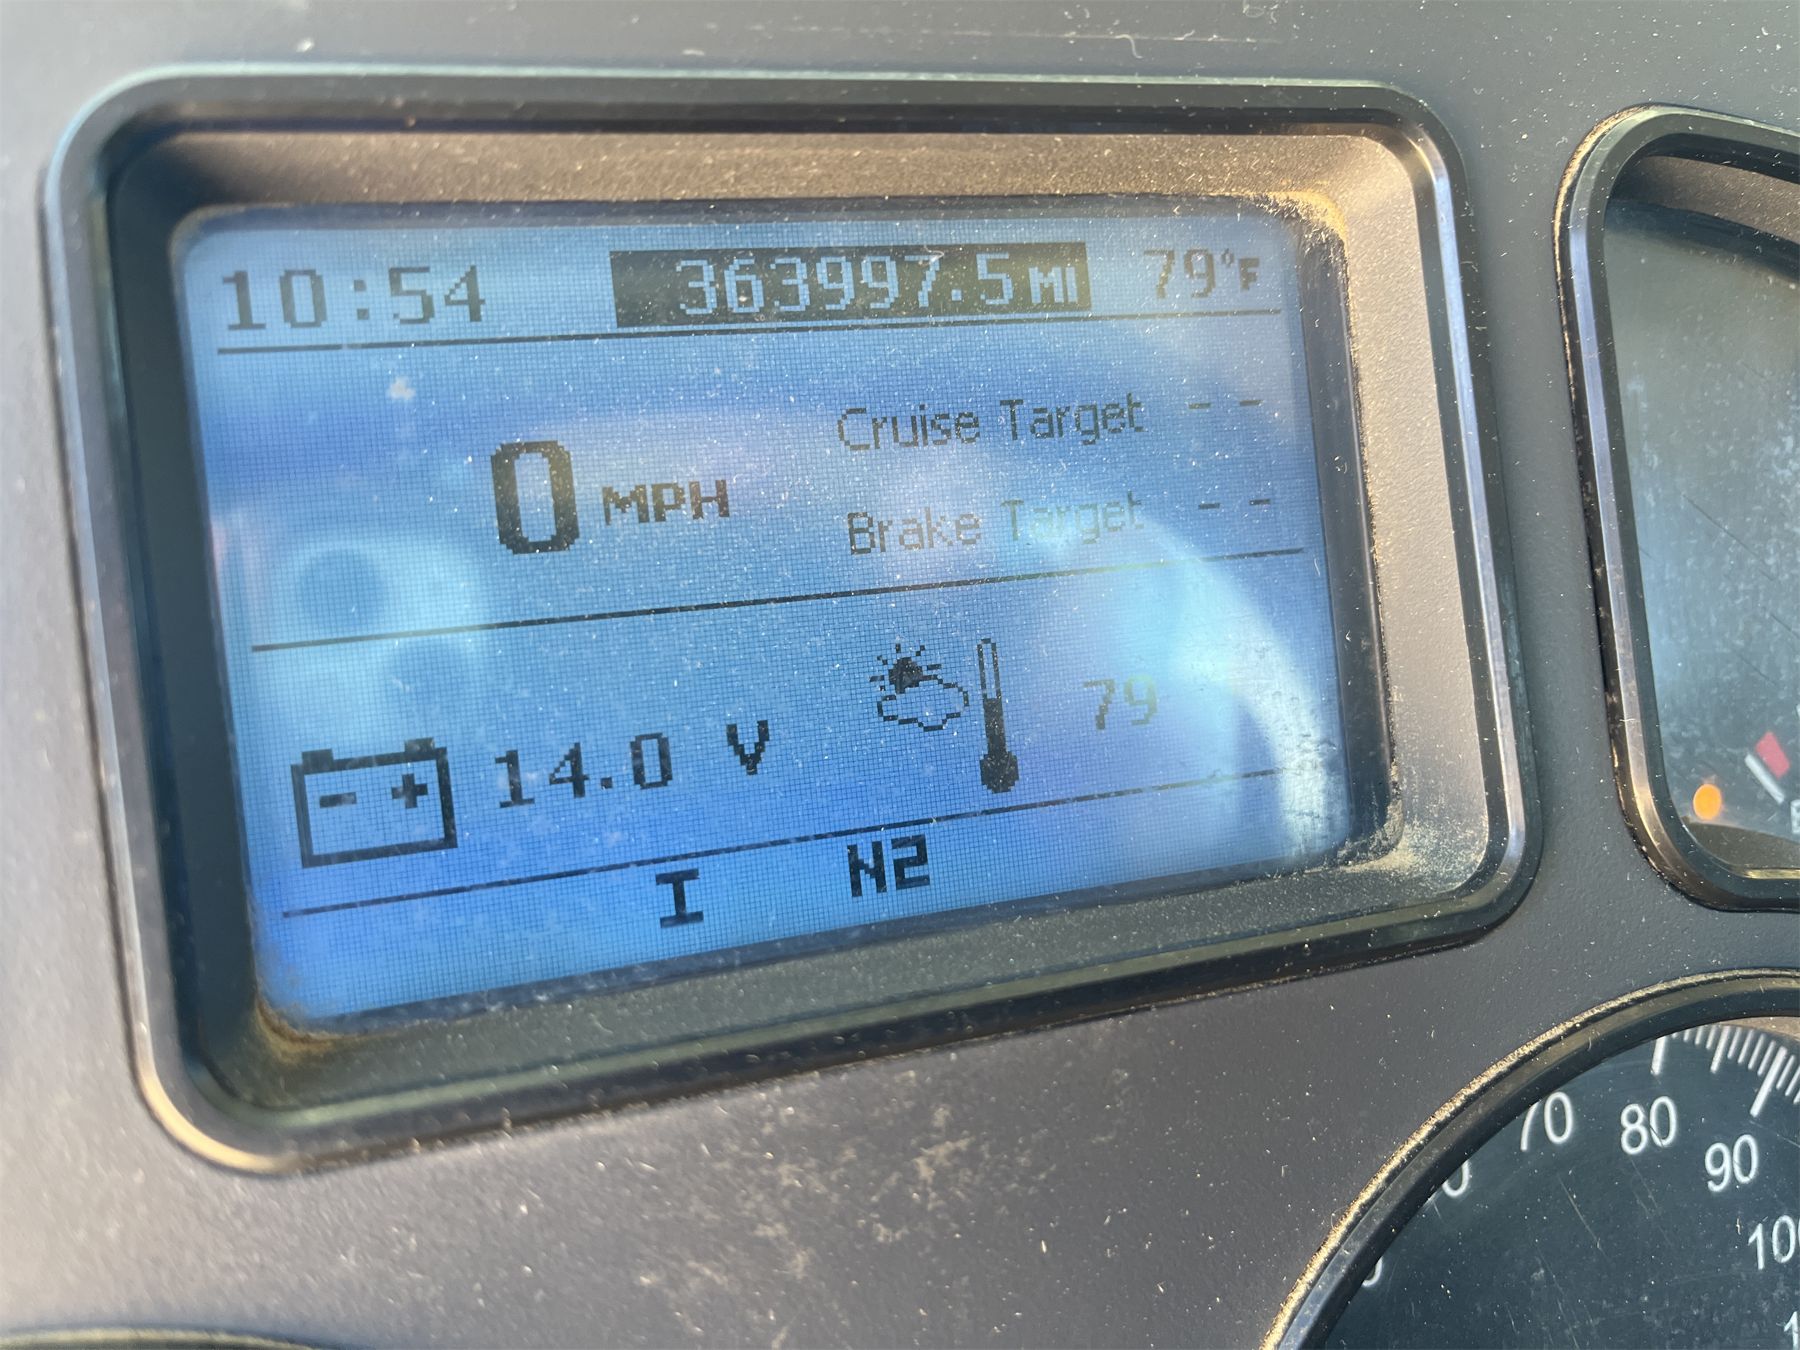 10:54 363997.5 MI 79°F
Cruise Target - -
0 MPH
Brake Target - -
- + 14.0 V 79
I N2
70 80 90